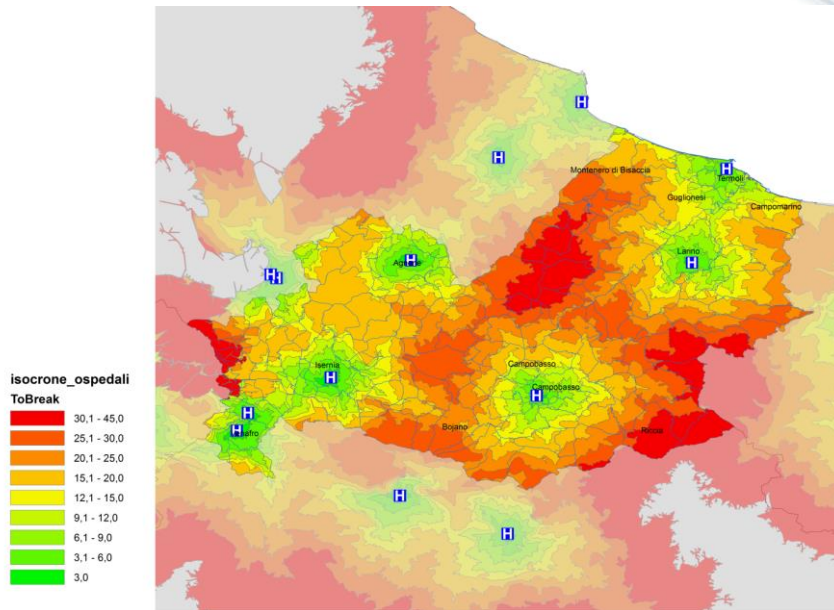 H
H
Montenero di Bisaccia
H
Termoli
Guglionesi
Campomarino
Larino
H
H
H
H
Isernia
H
Campobasso
Campobasso
H
H
H
Bojano
Riccia
H
H
isocrone_ospedali
ToBreak
30,1 - 45,0
25,1 - 30,0
20,1 - 25,0
15,1 - 20,0
12,1 - 15,0
9,1 - 12,0
6,1 - 9,0
3,1 - 6,0
3,0